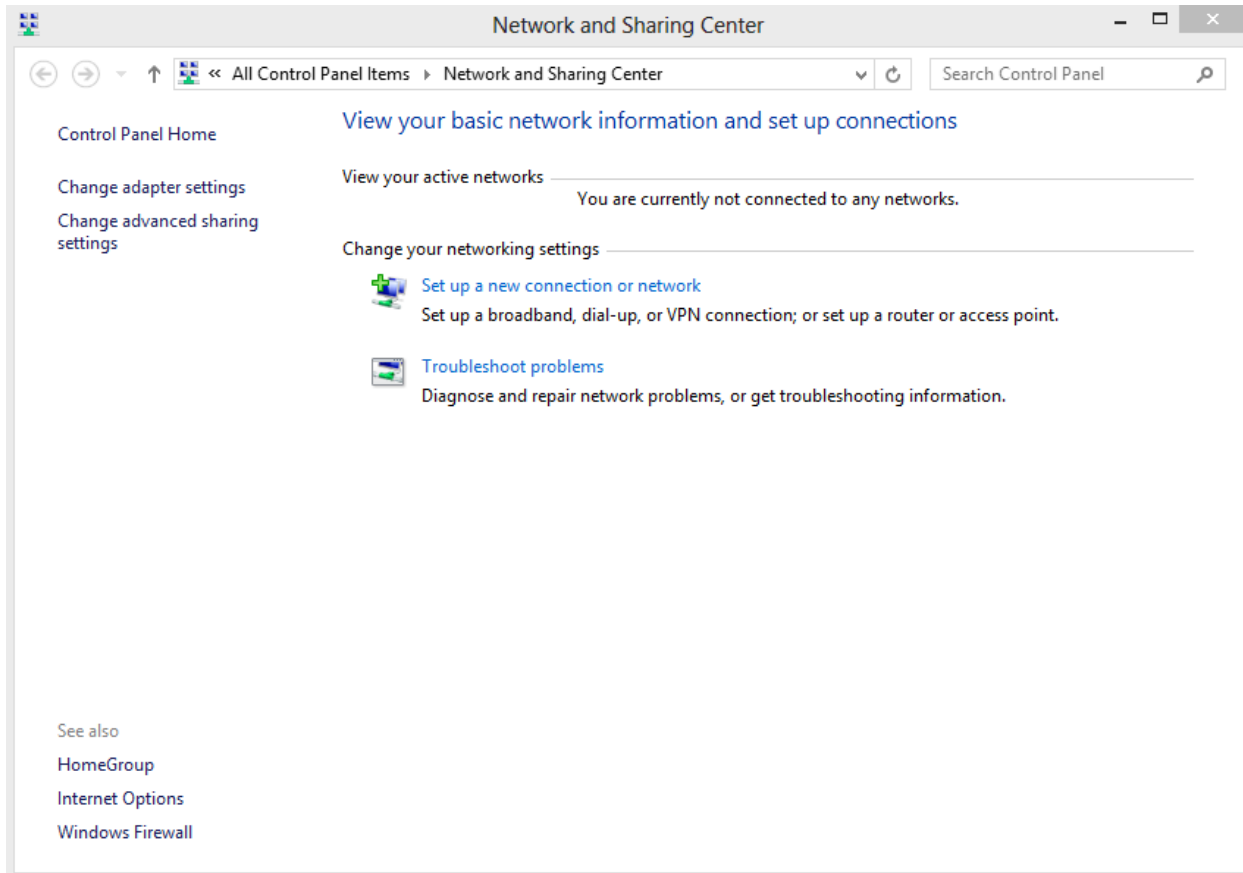 Network and Sharing Center
« All Control Panel Items ▸ Network and Sharing Center
Search Control Panel
Control Panel Home
Change adapter settings
Change advanced sharing
settings
See also
HomeGroup
Internet Options
Windows Firewall
View your basic network information and set up connections
View your active networks
You are currently not connected to any networks.
Change your networking settings
Set up a new connection or network
Set up a broadband, dial-up, or VPN connection; or set up a router or access point.
Troubleshoot problems
Diagnose and repair network problems, or get troubleshooting information.